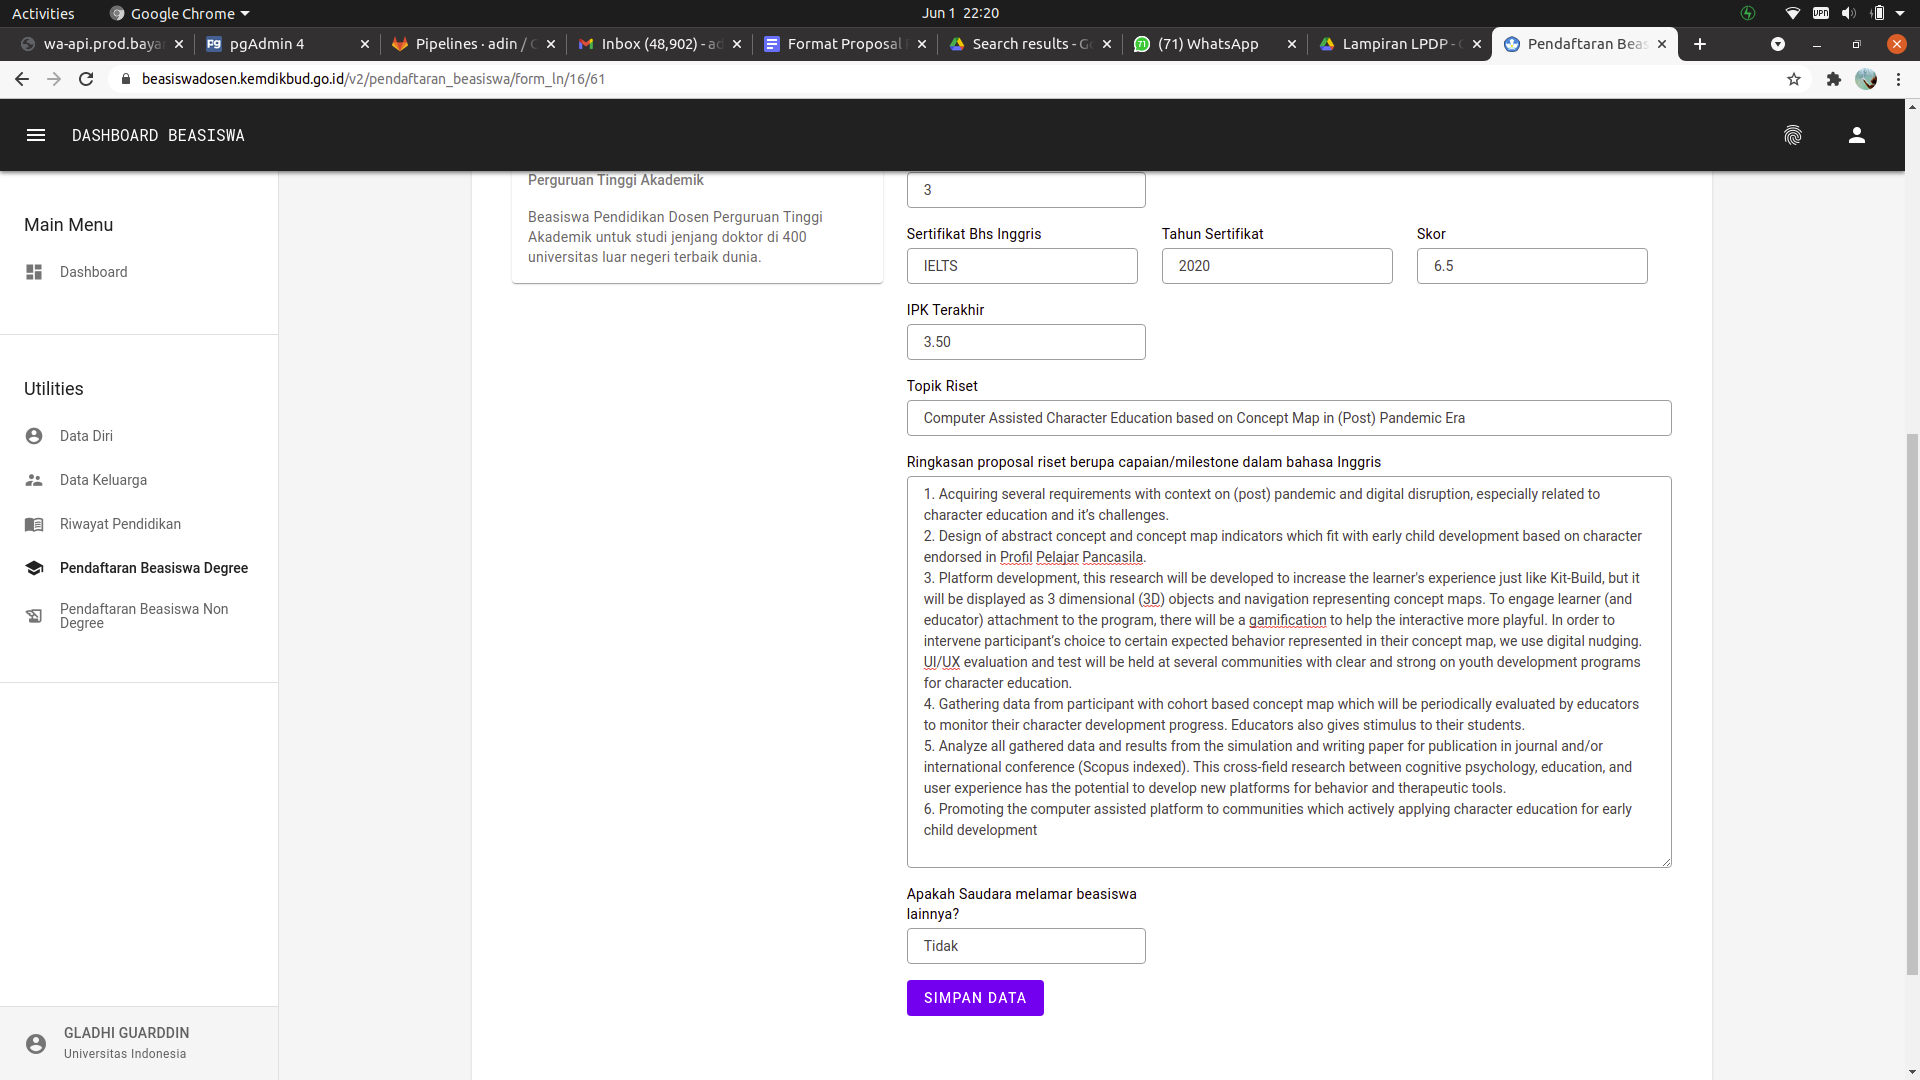 Activities
Google Chrome
Jun 1 22:20
VPN
wa-api.prod.baya
pgAdmin 4
Pipelines · adin /
Inbox (48,902) - ad
Format Proposal
Search results - G
(71) WhatsApp
Lampiran LPDP -
Pendaftaran Beas
beasiswadosen.kemdikbud.go.id/v2/pendaftaran_beasiswa/form_ln/16/61
DASHBOARD BEASISWA
Main Menu
Dashboard
Utilities
Data Diri
Data Keluarga
Riwayat Pendidikan
Pendaftaran Beasiswa Degree
Pendaftaran Beasiswa Non
Degree
GLADHI GUARDDIN
Universitas Indonesia
Perguruan Tinggi Akademik
Beasiswa Pendidikan Dosen Perguruan Tinggi
Akademik untuk studi jenjang doktor di 400
universitas luar negeri terbaik dunia.
3
Sertifikat Bhs Inggris
Tahun Sertifikat
Skor
IELTS
2020
6.5
IPK Terakhir
3.50
Topik Riset
Computer Assisted Character Education based on Concept Map in (Post) Pandemic Era
Ringkasan proposal riset berupa capaian/milestone dalam bahasa Inggris
1. Acquiring several requirements with context on (post) pandemic and digital disruption, especially related to
character education and it's challenges.
2. Design of abstract concept and concept map indicators which fit with early child development based on character
endorsed in Profil Pelajar Pancasila.
3. Platform development, this research will be developed to increase the learner's experience just like Kit-Build, but it
will be displayed as 3 dimensional (3D) objects and navigation representing concept maps. To engage learner (and
educator) attachment to the program, there will be a gamification to help the interactive more playful. In order to
intervene participant's choice to certain expected behavior represented in their concept map, we use digital nudging.
UI/UX evaluation and test will be held at several communities with clear and strong on youth development programs
for character education.
4. Gathering data from participant with cohort based concept map which will be periodically evaluated by educators
to monitor their character development progress. Educators also gives stimulus to their students.
5. Analyze all gathered data and results from the simulation and writing paper for publication in journal and/or
international conference (Scopus indexed). This cross-field research between cognitive psychology, education, and
user experience has the potential to develop new platforms for behavior and therapeutic tools.
6. Promoting the computer assisted platform to communities which actively applying character education for early
child development
Apakah Saudara melamar beasiswa
lainnya?
Tidak
SIMPAN DATA